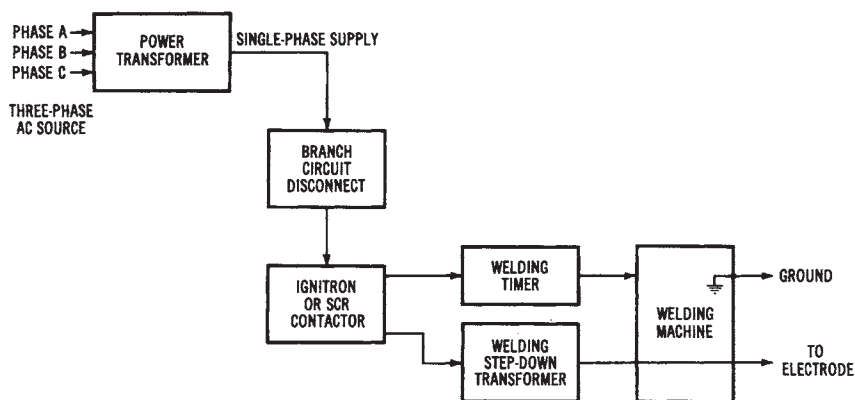 PHASE A
PHASE B
PHASE C
THREE-PHASE
AC SOURCE
POWER
TRANSFORMER
SINGLE-PHASE SUPPLY
BRANCH
CIRCUIT
DISCONNECT
IGNITRON
OR SCR
CONTACTOR
WELDING
TIMER
WELDING
STEP-DOWN
TRANSFORMER
WELDING
MACHINE
GROUND
TO
ELECTRODE